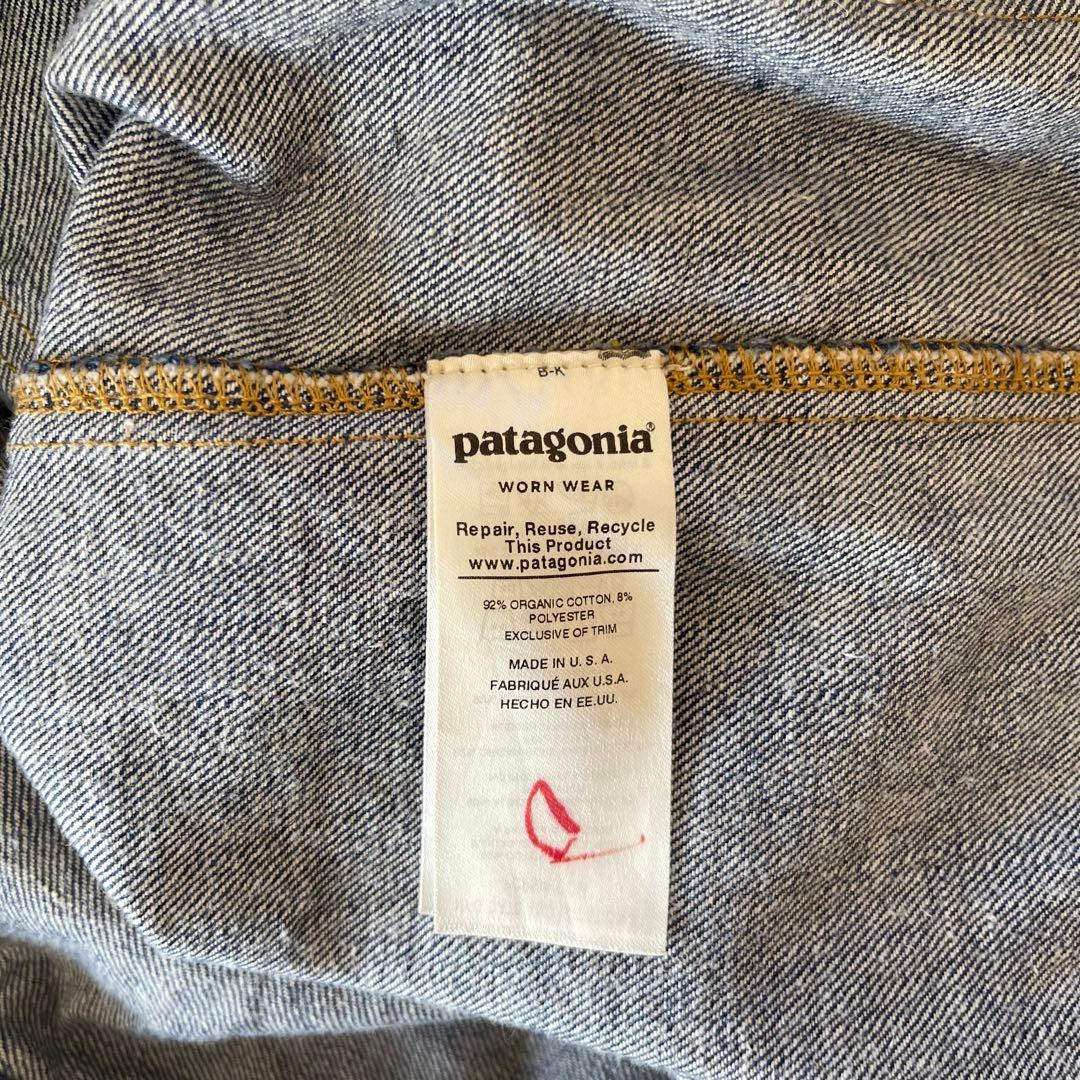 B-K
patagonia®
WORN WEAR
Repair, Reuse, Recycle
This Product
www.patagonia.com
92% ORGANIC COTTON, 8%
POLYESTER
EXCLUSIVE OF TRIM
MADE IN U. S. A.
FABRIQUÉ AUX U.S.A.
HECHO EN EE.UU.